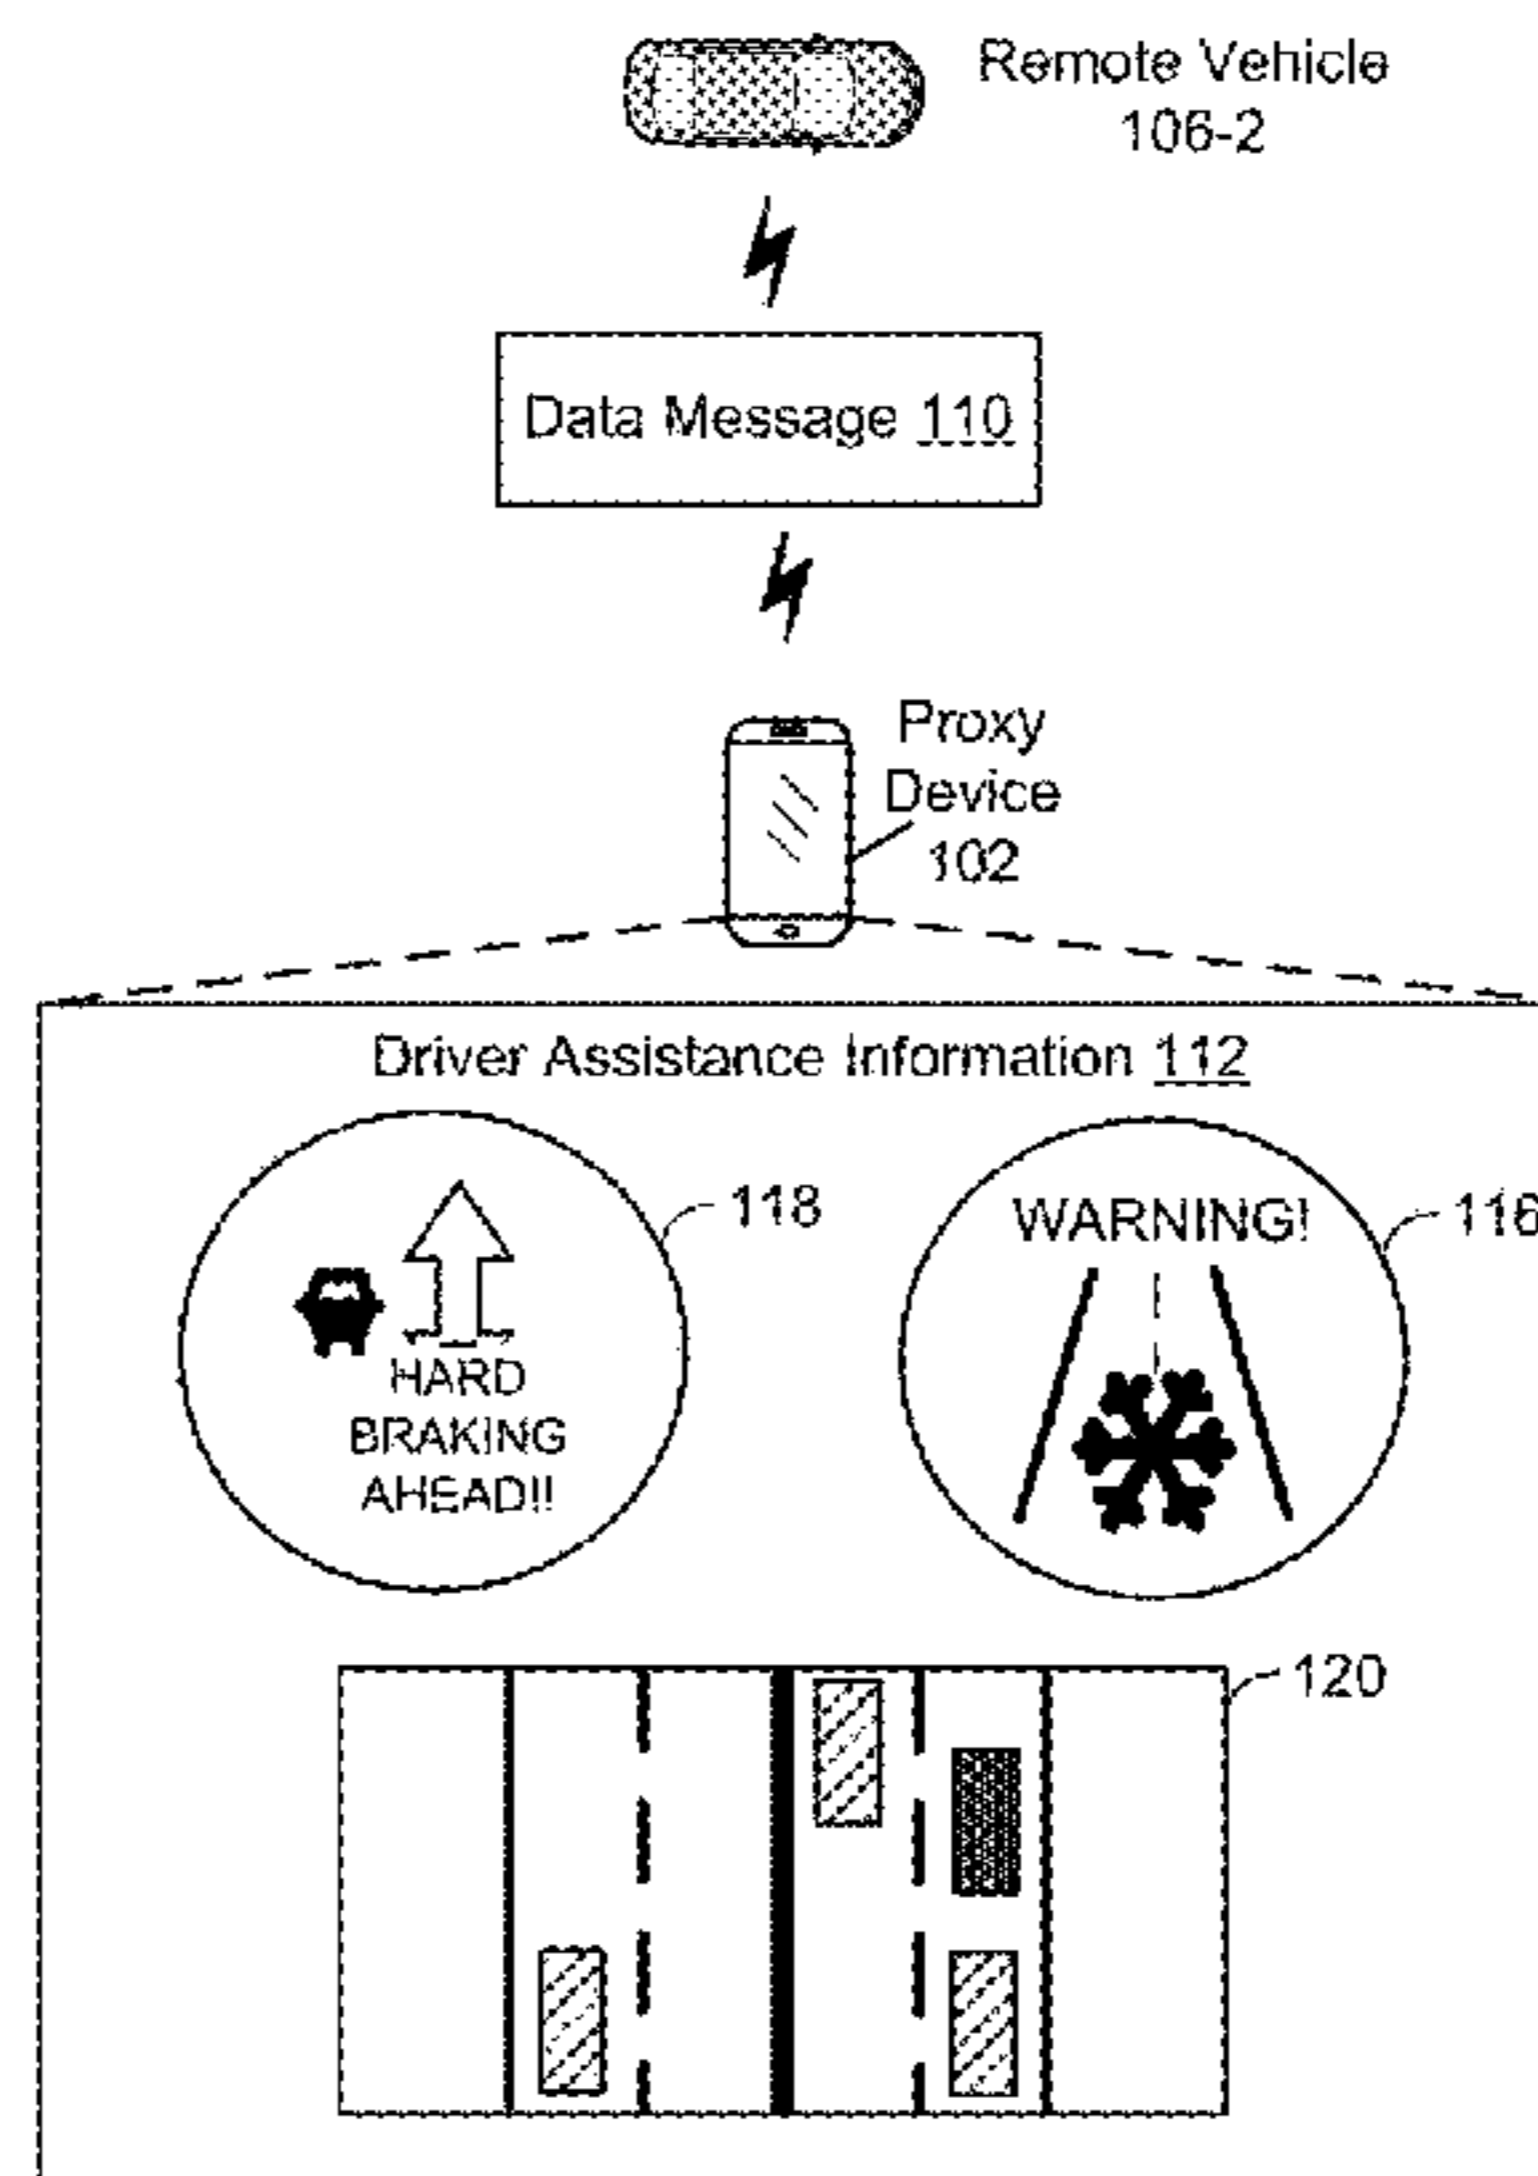 Remote Vehicle
106-2
Data Message 110
Proxy
Device
102
Driver Assistance Information 112
118
HARD
BRAKING
AHEAD!!
WARNING!
116
120